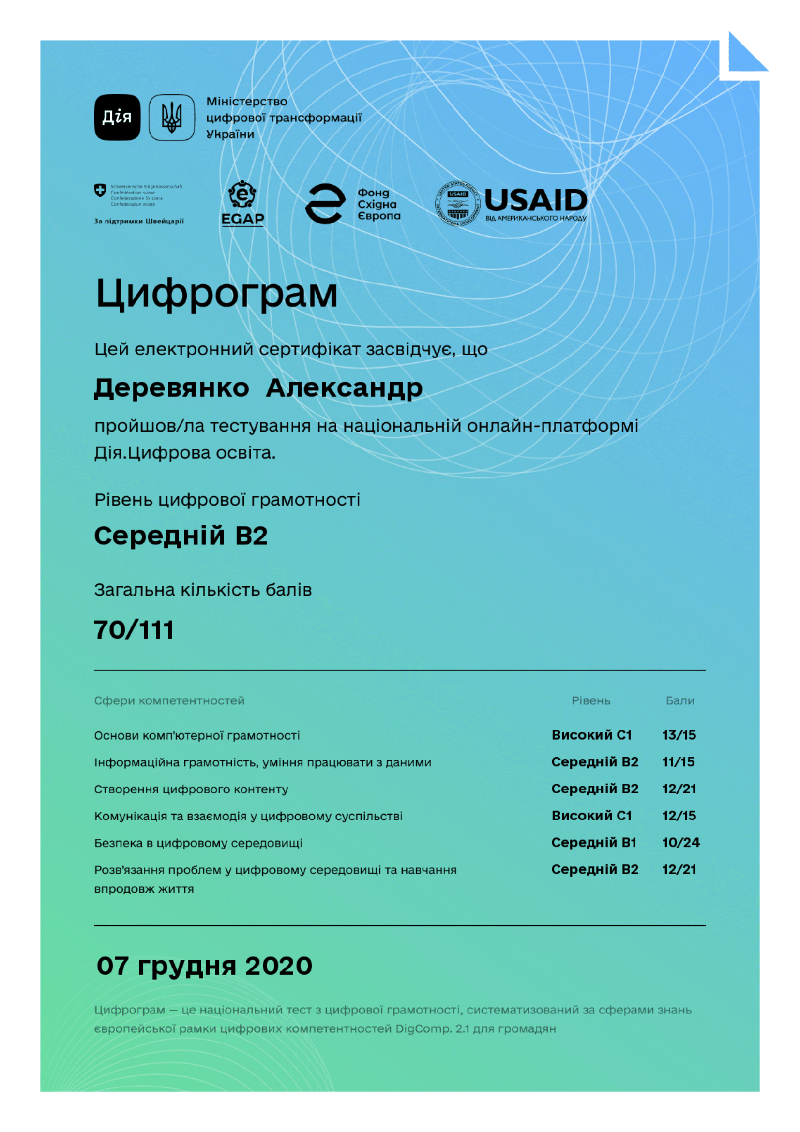 Дія
Міністерство
цифрової трансформації
України
Schweizerische Eidgenossenschaft
Confédération suisse
Confederazione Svizzera
Confederaziun svizra
За підтримки Швейцарії
EGAP
Фонд
Східна
Європа
USAID
USAID
ВІД АМЕРИКАНСЬКОГО НАРОДУ
Цифрограм
Цей електронний сертифікат засвідчує, що
Деревянко Александр
пройшов/ла тестування на національній онлайн-платформі
Дія.Цифрова освіта.
Рівень цифрової грамотності
Середній B2
Загальна кількість балів
70/111
Сфери компетентностей Рівень Бали
Основи комп'ютерної грамотності Високий C1 13/15
Інформаційна грамотність, уміння працювати з даними Середній B2 11/15
Створення цифрового контенту Середній B2 12/21
Комунікація та взаємодія у цифровому суспільстві Високий C1 12/15
Безпека в цифровому середовищі Середній B1 10/24
Розв'язання проблем у цифровому середовищі та навчання Середній B2 12/21
впродовж життя
07 грудня 2020
Цифрограм — це національний тест з цифрової грамотності, систематизований за сферами знань
європейської рамки цифрових компетентностей DigComp. 2.1 для громадян